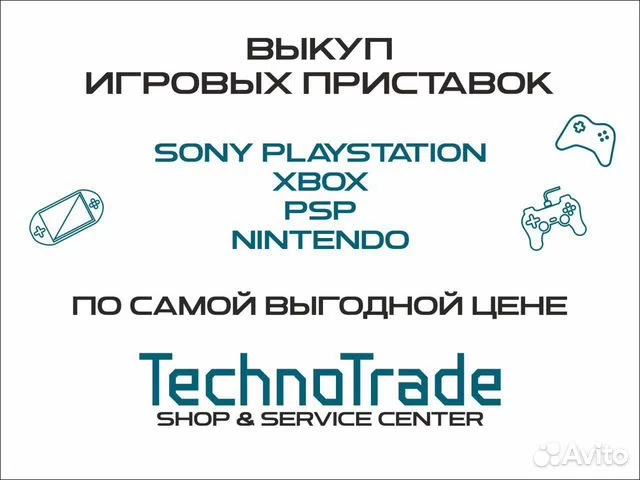 ВЫКУП
ИГРОВЫХ ПРИСТАВОК
SONY PLAYSTATION
XBOX
PSP
NINTENDO
ПО САМОЙ ВЫГОДНОЙ ЦЕНЕ
TechnoTrade
SHOP & SERVICE CENTER
Avito